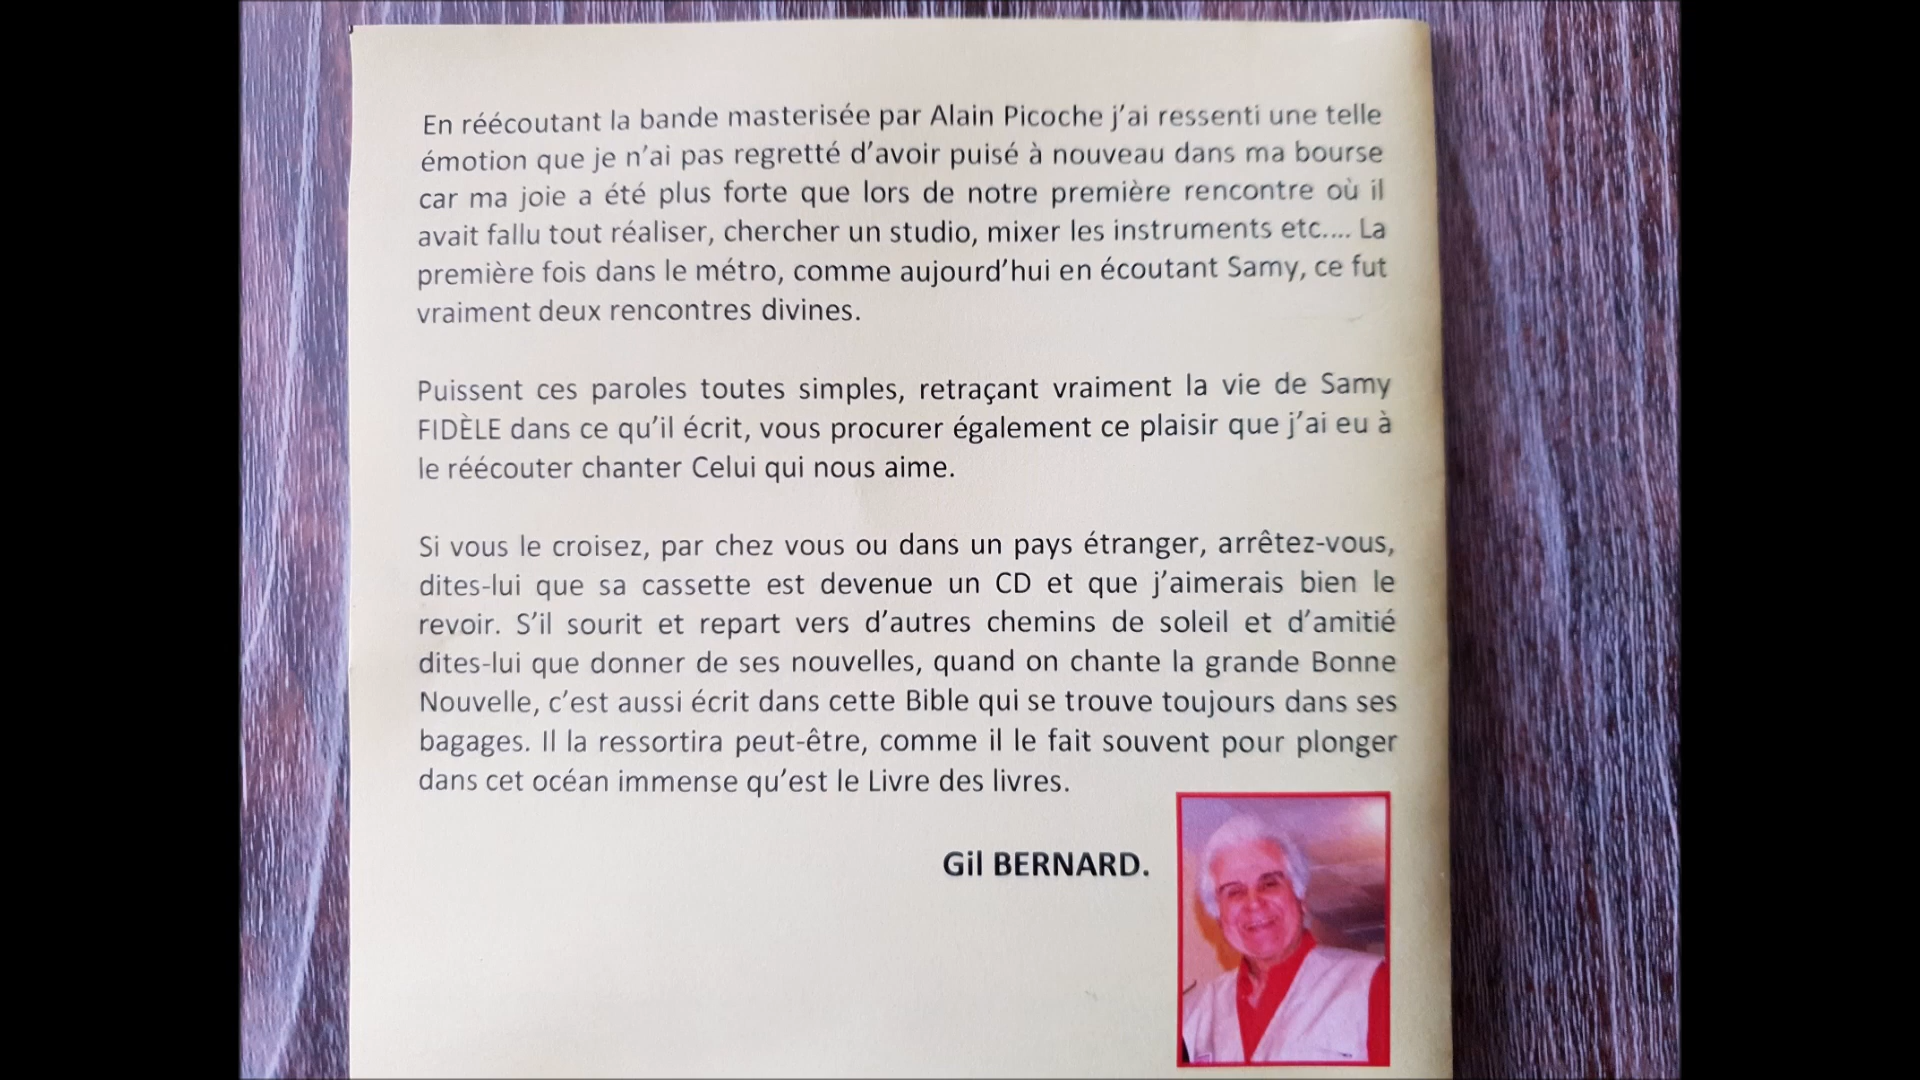 En réécoutant la bande masterisée par Alain Picoche j’ai ressenti une telle
émotion que je n’ai pas regretté d’avoir puisé à nouveau dans ma bourse
car ma joie a été plus forte que lors de notre première rencontre où il
avait fallu tout réaliser, chercher un studio, mixer les instruments etc.... La
première fois dans le métro, comme aujourd’hui en écoutant Samy, ce fut
vraiment deux rencontres divines.
Puissent ces paroles toutes simples, retraçant vraiment la vie de Samy
FIDÈLE dans ce qu’il écrit, vous procurer également ce plaisir que j’ai eu à
le réécouter chanter Celui qui nous aime.
Si vous le croisez, par chez vous ou dans un pays étranger, arrêtez-vous,
dites-lui que sa cassette est devenue un CD et que j’aimerais bien le
revoir. S’il sourit et repart vers d’autres chemins de soleil et d’amitié
dites-lui que donner de ses nouvelles, quand on chante la grande Bonne
Nouvelle, c’est aussi écrit dans cette Bible qui se trouve toujours dans ses
bagages. Il la ressortira peut-être, comme il le fait souvent pour plonger
dans cet océan immense qu’est le Livre des livres.
Gil BERNARD.